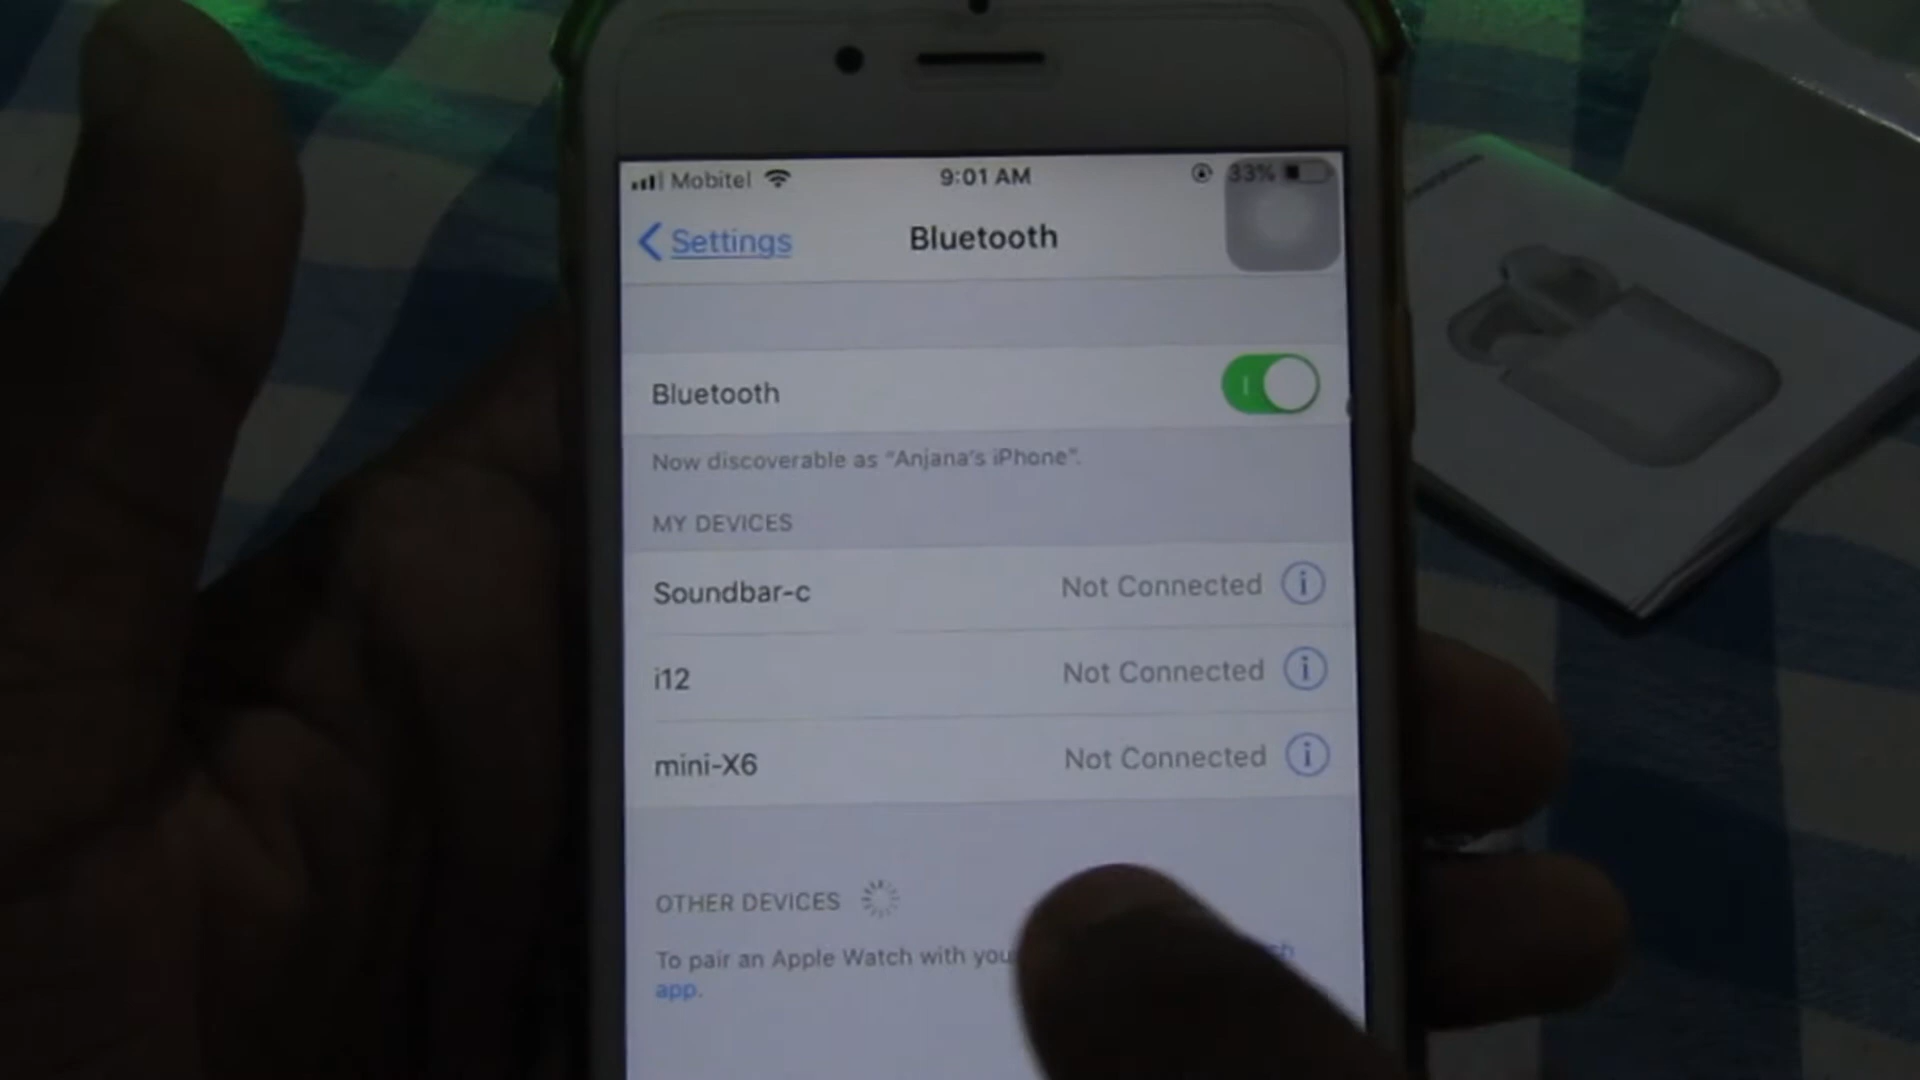 Mobitel 9:01 AM 33%
Settings Bluetooth
Bluetooth
Now discoverable as "Anjana's iPhone".
MY DEVICES
Soundbar-c Not Connected
i12 Not Connected
mini-X6 Not Connected
OTHER DEVICES
To pair an Apple Watch with you
app.